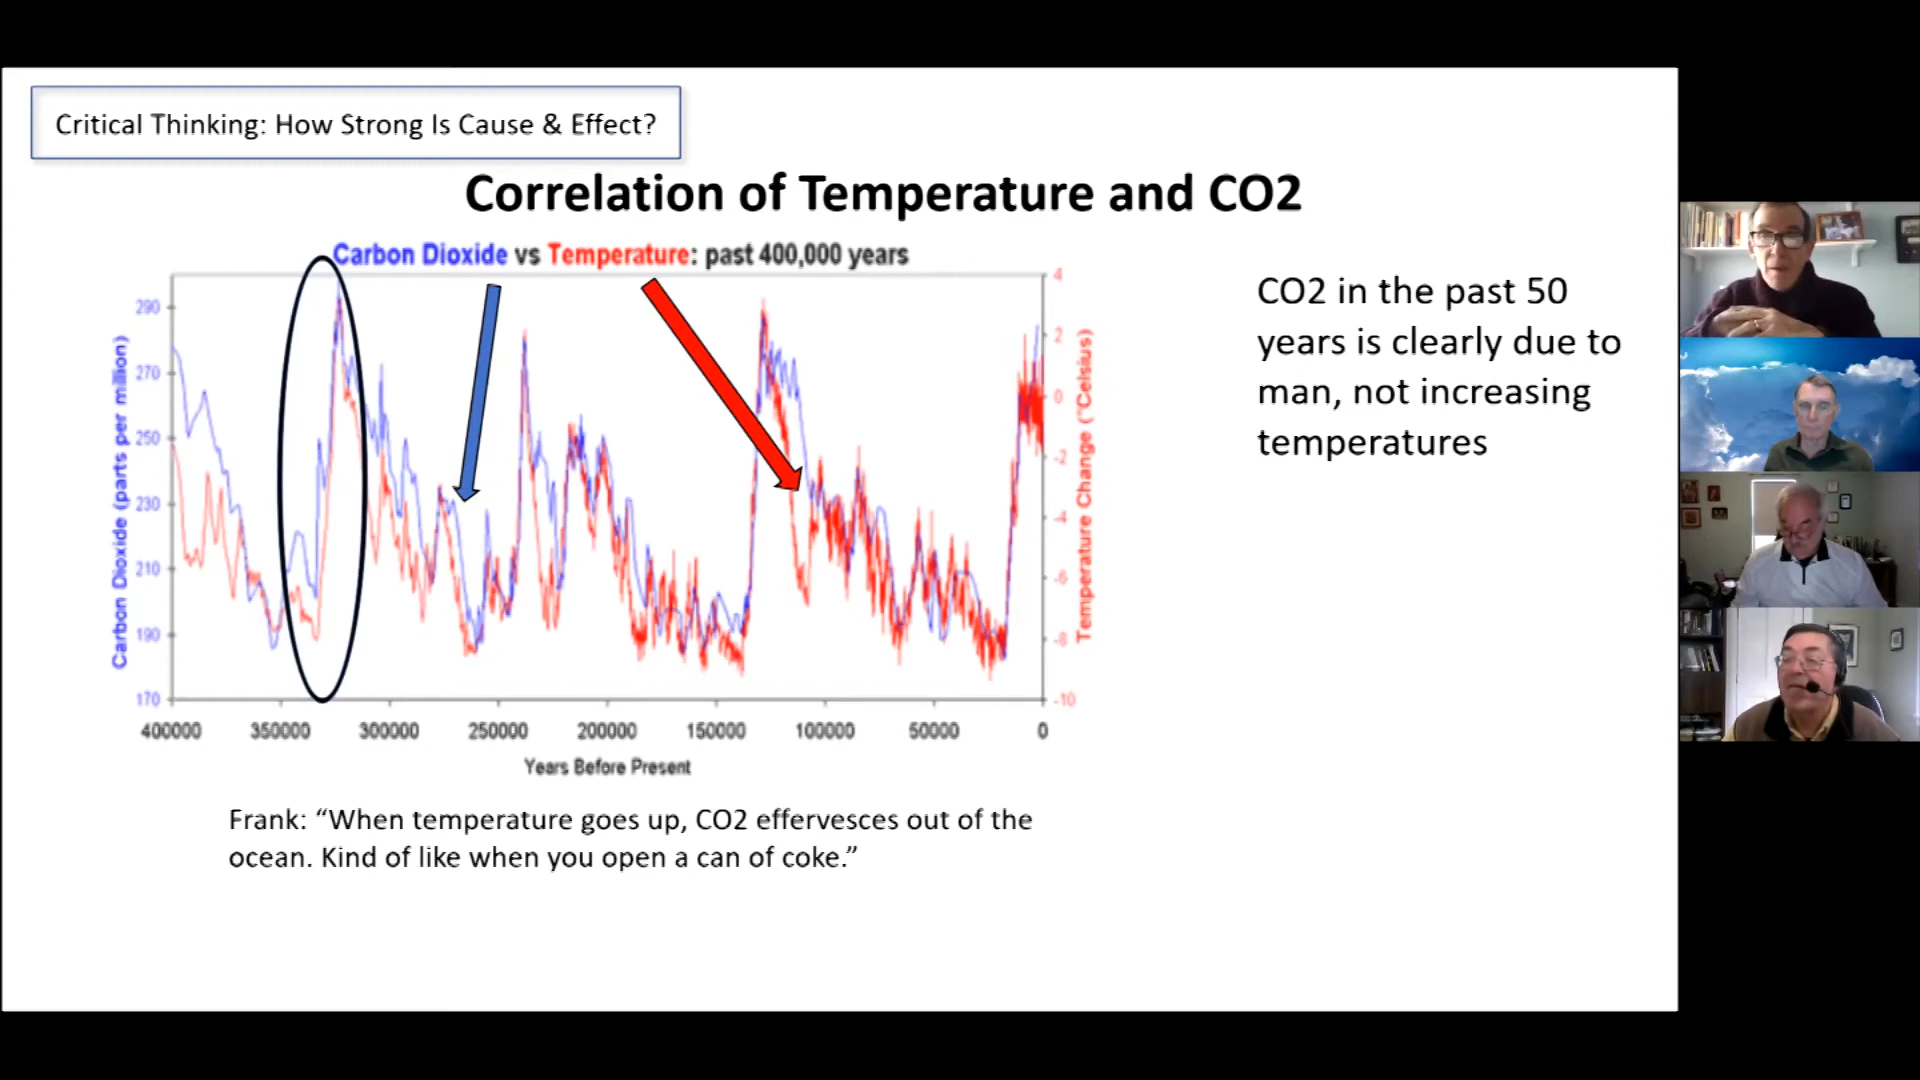 Critical Thinking: How Strong Is Cause & Effect?
Correlation of Temperature and CO2
Carbon Dioxide vs Temperature: past 400,000 years
290
270
250
230
210
190
170
Carbon Dioxide (parts per million)
4
2
0
-2
-4
-6
-8
-10
Temperature Change (°Celsius)
400000 350000 300000 250000 200000 150000 100000 50000 0
Years Before Present
CO2 in the past 50
years is clearly due to
man, not increasing
temperatures
Frank: “When temperature goes up, CO2 effervesces out of the
ocean. Kind of like when you open a can of coke.”